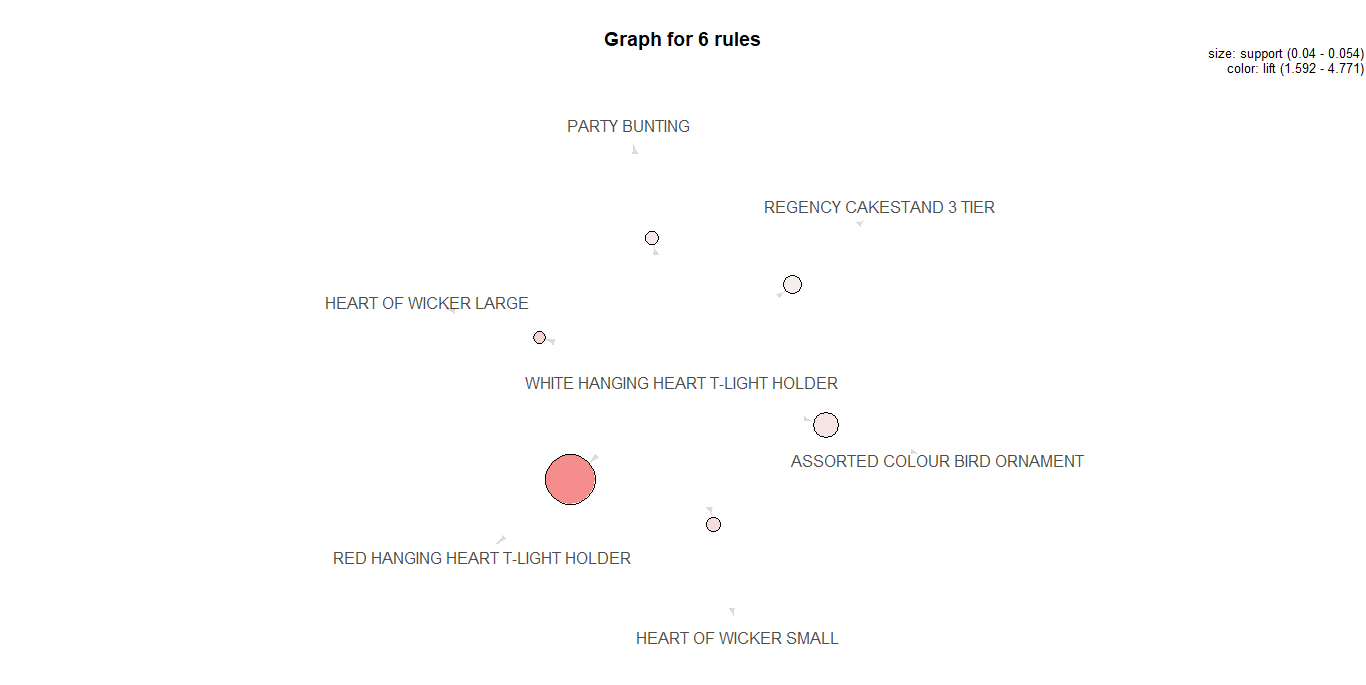 Graph for 6 rules
size: support (0.04 - 0.054)
color: lift (1.592 - 4.771)
PARTY BUNTING
REGENCY CAKESTAND 3 TIER
HEART OF WICKER LARGE
WHITE HANGING HEART T-LIGHT HOLDER
ASSORTED COLOUR BIRD ORNAMENT
RED HANGING HEART T-LIGHT HOLDER
HEART OF WICKER SMALL